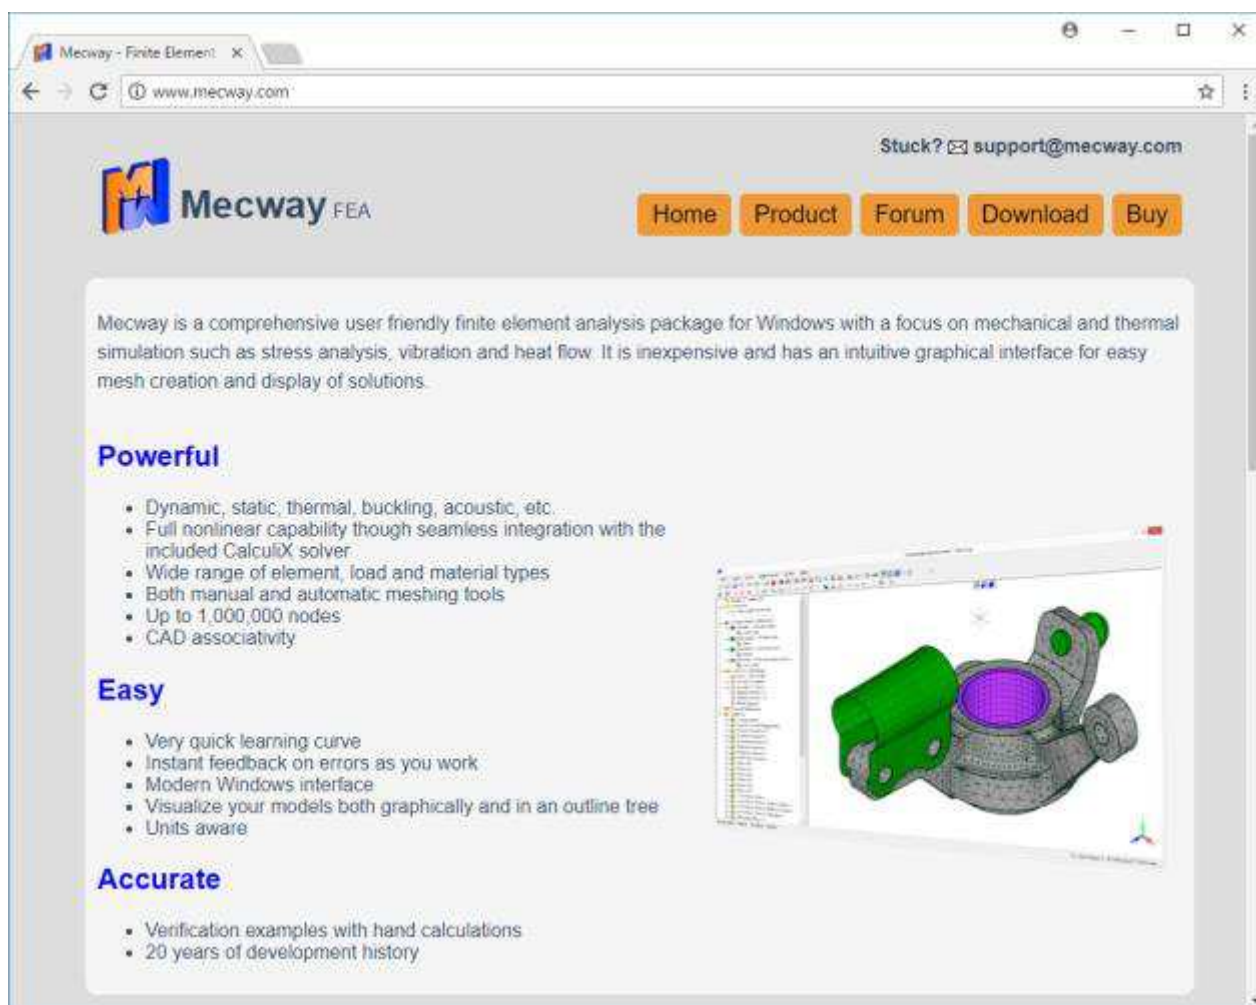 Mecway - Finite Element
www.mecway.com
Stuck? support@mecway.com
Mecway FEA
Home Product Forum Download Buy
Mecway is a comprehensive user friendly finite element analysis package for Windows with a focus on mechanical and thermal
simulation such as stress analysis, vibration and heat flow. It is inexpensive and has an intuitive graphical interface for easy
mesh creation and display of solutions.
Powerful
Dynamic, static, thermal, buckling, acoustic, etc.
Full nonlinear capability though seamless integration with the
included CalculiX solver
Wide range of element, load and material types
Both manual and automatic meshing tools
Up to 1,000,000 nodes
CAD associativity
Easy
Very quick learning curve
Instant feedback on errors as you work
Modern Windows interface
Visualize your models both graphically and in an outline tree
Units aware
Accurate
Verification examples with hand calculations
20 years of development history